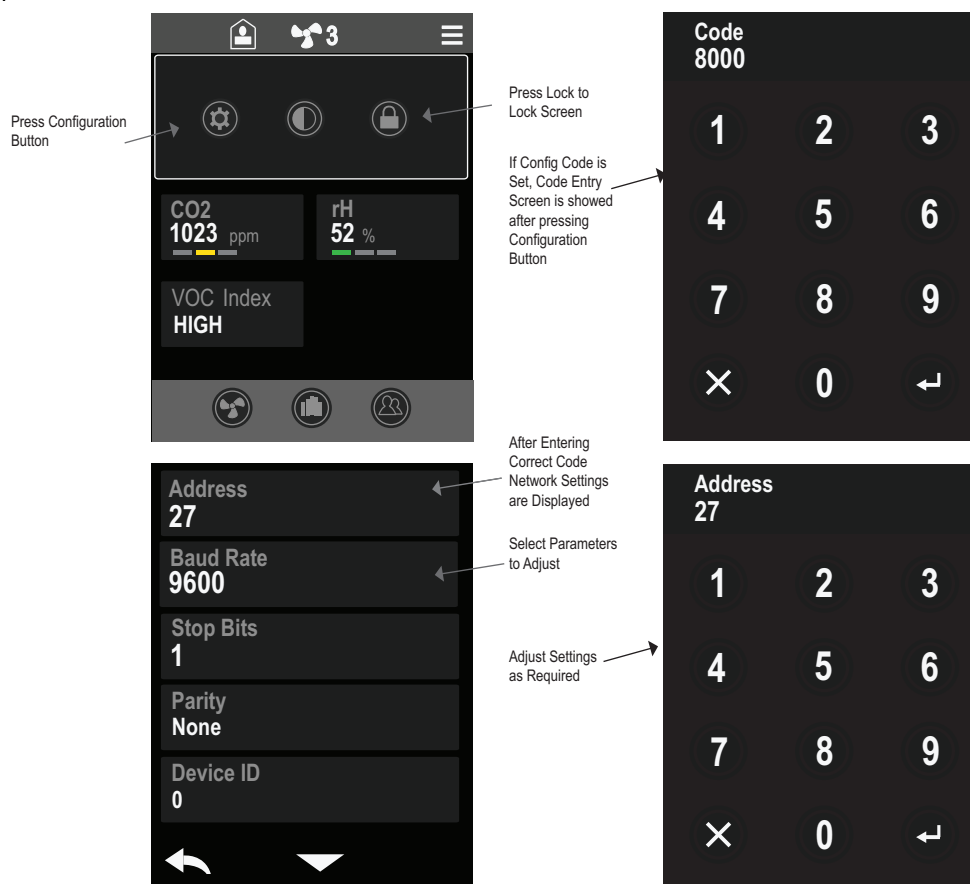 3
Press Configuration
Button
Press Lock to
Lock Screen
If Config Code is
Set, Code Entry
Screen is showed
after pressing
Configuration
Button
CO2
1023 ppm
rH
52 %
VOC Index
HIGH
Code
8000
1 2 3
4 5 6
7 8 9
0
After Entering
Correct Code
Network Settings
are Displayed
Select Parameters
to Adjust
Adjust Settings
as Required
Address
27
Baud Rate
9600
Stop Bits
1
Parity
None
Device ID
0
Address
27
1 2 3
4 5 6
7 8 9
0